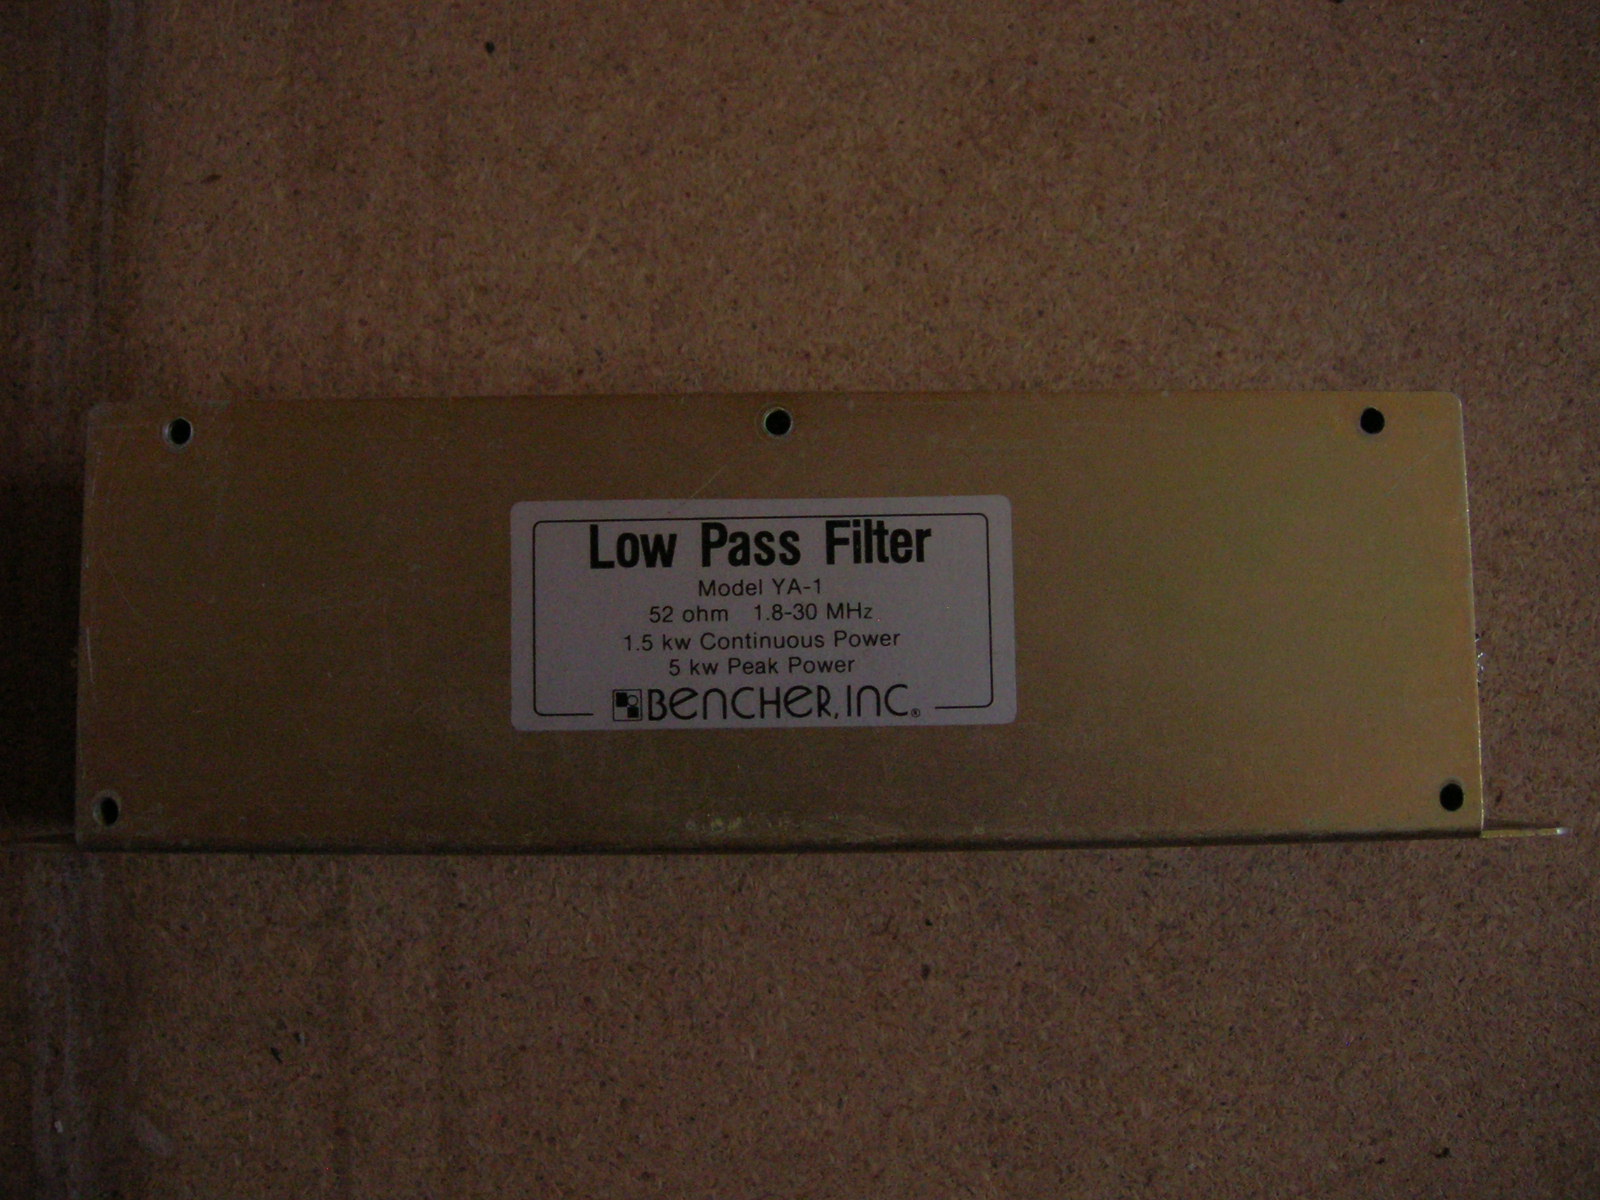 Low Pass Filter
Model YA-1
52 ohm 1.8-30 MHz
1.5 kw Continuous Power
5 kw Peak Power
BENCHER, INC.®